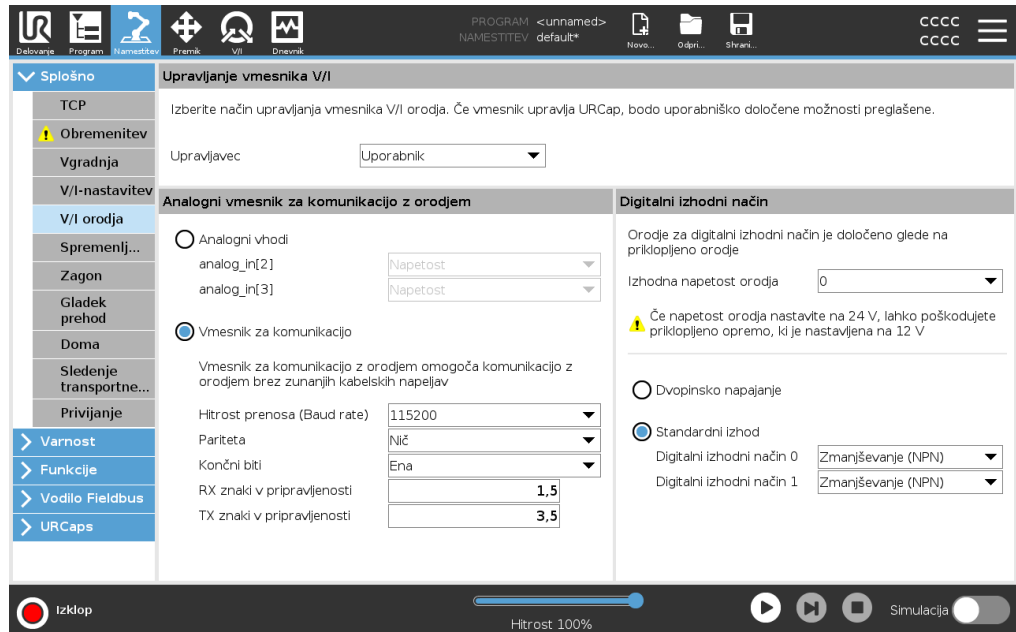 UR
PROGRAM <unnamed>
NAMESTITEV default*
Delovanje Program Namestitev Premik V/I Dnevnik Novo... Odpri... Shrani...
CCCC
CCCC
Splošno
TCP
Obremenitev
Vgradnja
V/I-nastavitev
V/I orodja
Spremenlj...
Zagon
Gladek
prehod
Doma
Sledenje
transportne...
Privijanje
Varnost
Funkcije
Vodilo Fieldbus
URCaps
Upravljanje vmesnika V/I
Izberite način upravljanja vmesnika V/I orodja. Če vmesnik upravlja URCap, bodo uporabniško določene možnosti preglašene.
Upravljavec Uporabnik
Analogni vmesnik za komunikacijo z orodjem
Analogni vhodi
analog_in[2] Napetost
analog_in[3] Napetost
Vmesnik za komunikacijo
Vmesnik za komunikacijo z orodjem omogoča komunikacijo z
orodjem brez zunanjih kabelskih napeljav
Hitrost prenosa (Baud rate) 115200
Pariteta Nič
Končni biti Ena
RX znaki v pripravljenosti 1,5
TX znaki v pripravljenosti 3,5
Digitalni izhodni način
Orodje za digitalni izhodni način je določeno glede na
priklopljeno orodje
Izhodna napetost orodja 0
Če napetost orodja nastavite na 24 V, lahko poškodujete
priklopljeno opremo, ki je nastavljena na 12 V
Dvopinsko napajanje
Standardni izhod
Digitalni izhodni način 0 Zmanjševanje (NPN)
Digitalni izhodni način 1 Zmanjševanje (NPN)
Izklop
Hitrost 100%
Simulacija